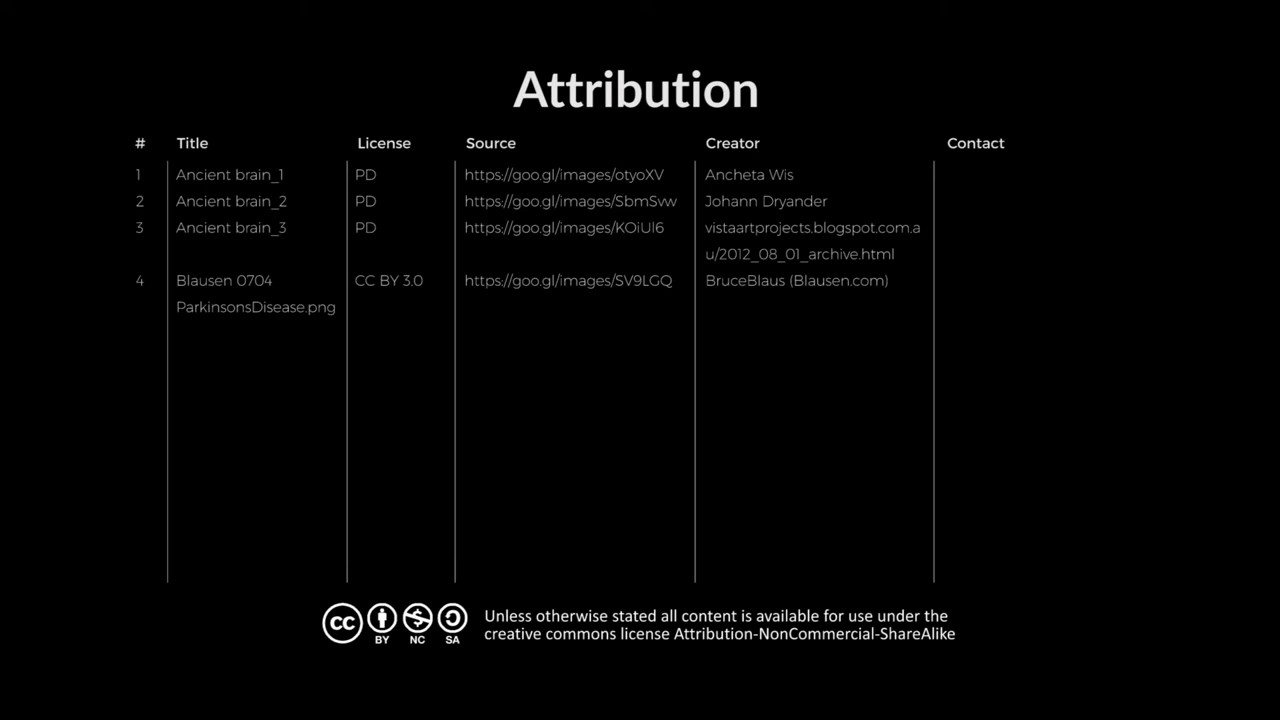 Attribution
# Title License Source Creator Contact
1 Ancient brain_1 PD https://goo.gl/images/otyoXV Ancheta Wis
2 Ancient brain_2 PD https://goo.gl/images/SbmSvw Johann Dryander
3 Ancient brain_3 PD https://goo.gl/images/KOiUI6 vistaartprojects.blogspot.com.a
u/2012_08_01_archive.html
4 Blausen 0704 CC BY 3.0 https://goo.gl/images/SV9LGQ BruceBlaus (Blausen.com)
ParkinsonsDisease.png
Unless otherwise stated all content is available for use under the
creative commons license Attribution-NonCommercial-ShareAlike
CC BY NC SA